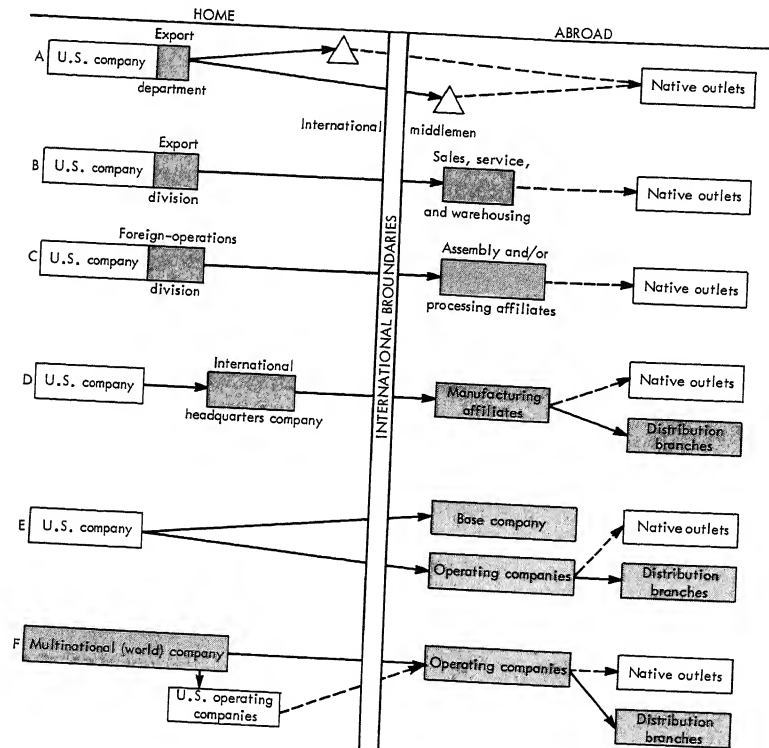 HOME
ABROAD
Export
A U.S. company
department
Native outlets
International middlemen
INTERNATIONAL BROUNDARIES
Export
B U.S. company
division
Sales, service,
and warehousing
Native outlets
Foreign-operations
C U.S. company
division
Assembly and/or
processing affiliates
Native outlets
D U.S. company
International
headquarters company
Manufacturing
affiliates
Native outlets
Distribution
branches
E U.S. company
Base company
Operating companies
Native outlets
Distribution
branches
F Multinational (world) company
U.S. operating
companies
Operating companies
Native outlets
Distribution
branches